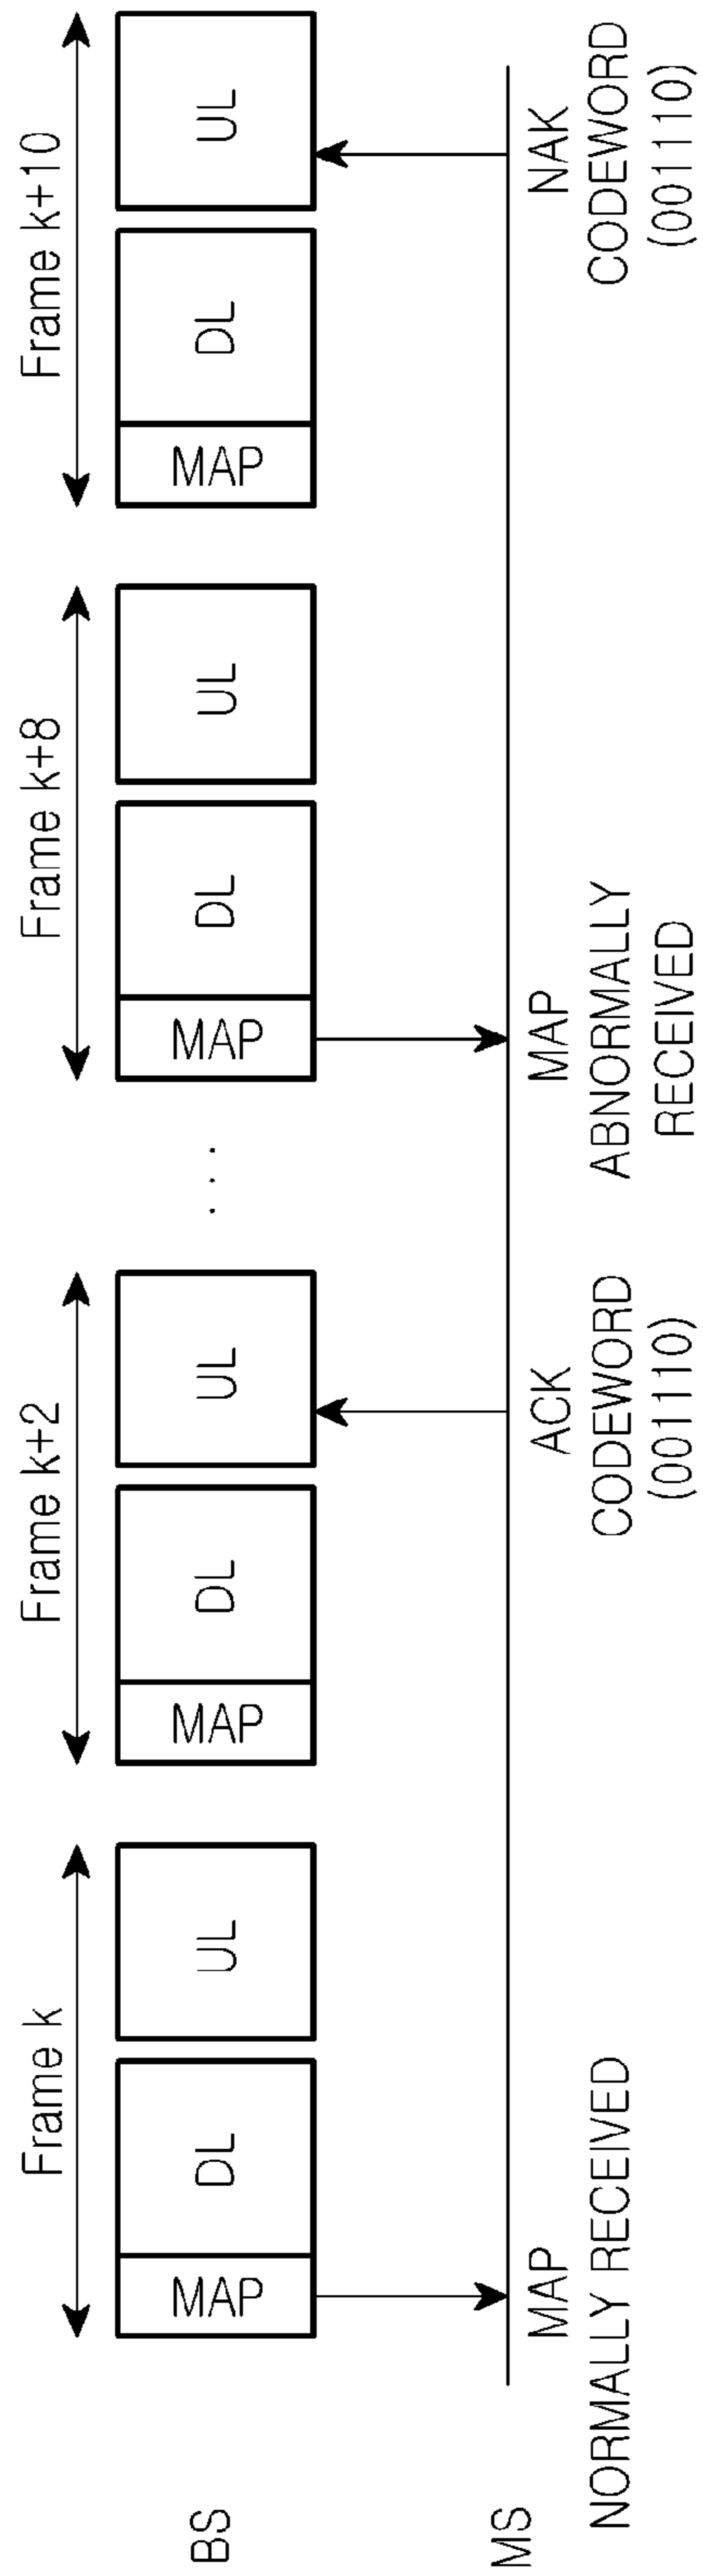 Frame k
Frame k+2
Frame k+8
Frame k+10
BS
MAP
DL
UL
MAP
DL
UL
...
MAP
DL
UL
MAP
DL
UL
MS
MAP
NORMALLY RECEIVED
ACK
CODEWORD
(001110)
MAP
ABNORMALLY
RECEIVED
NAK
CODEWORD
(001110)